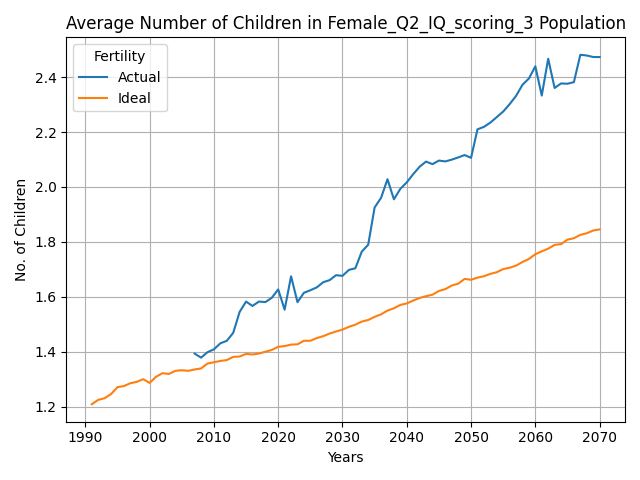 Average Number of Children in Female_Q2_IQ_scoring_3 Population
Fertility
Actual
Ideal
No. of Children
2.4
2.2
2.0
1.8
1.6
1.4
1.2
1990 2000 2010 2020 2030 2040 2050 2060 2070
Years